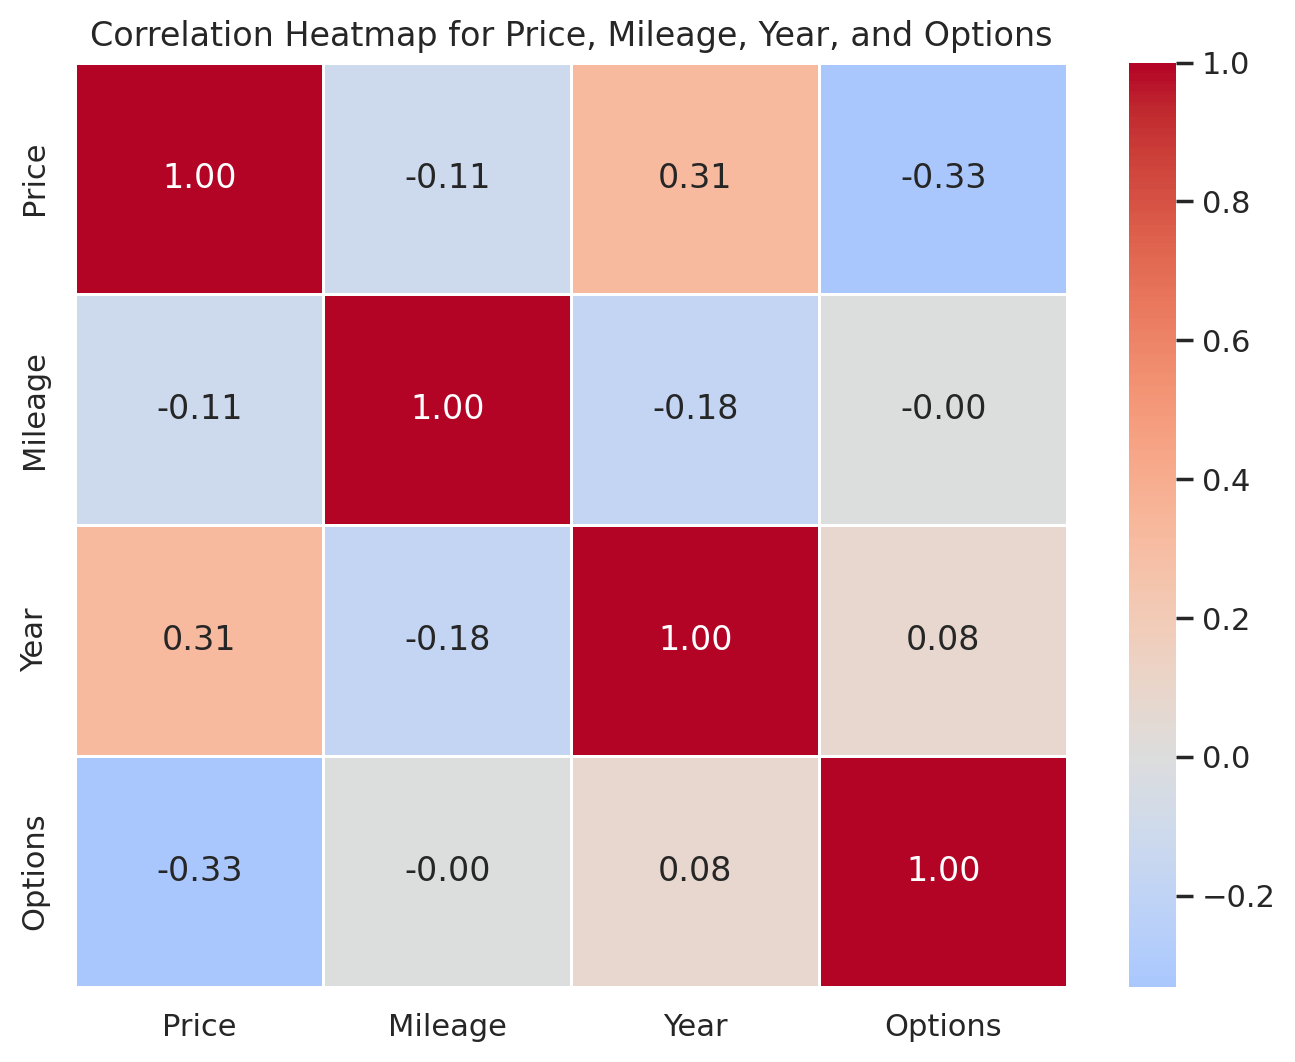 Correlation Heatmap for Price, Mileage, Year, and Options
Price
1.00
-0.11
0.31
-0.33
Mileage
-0.11
1.00
-0.18
-0.00
Year
0.31
-0.18
1.00
0.08
Options
-0.33
-0.00
0.08
1.00
Price
Mileage
Year
Options
1.0
0.8
0.6
0.4
0.2
0.0
−0.2